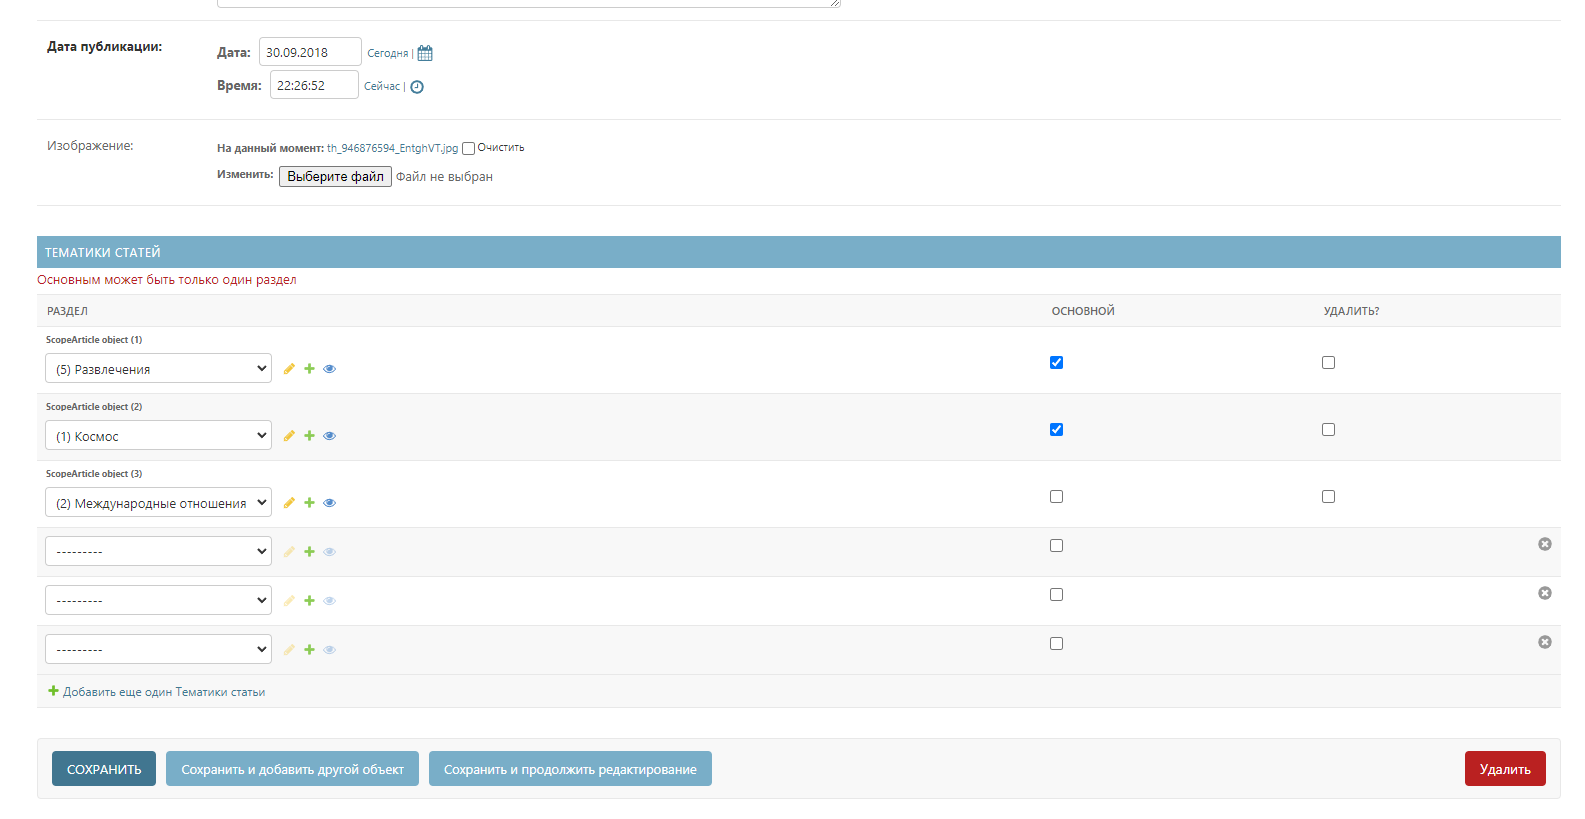 Дата публикации:
Дата: 30.09.2018 Сегодня |
Время: 22:26:52 Сейчас |
Изображение:
На данный момент: th_946876594_EntghVT.jpg Очистить
Изменить: Выберите файл Файл не выбран
ТЕМАТИКИ СТАТЕЙ
Основным может быть только один раздел
РАЗДЕЛ ОСНОВНОЙ УДАЛИТЬ?
ScopeArticle object (1)
(5) Развлечения
ScopeArticle object (2)
(1) Космос
ScopeArticle object (3)
(2) Международные отношения
---------
---------
---------
Добавить еще один Тематики статьи
СОХРАНИТЬ Сохранить и добавить другой объект Сохранить и продолжить редактирование Удалить